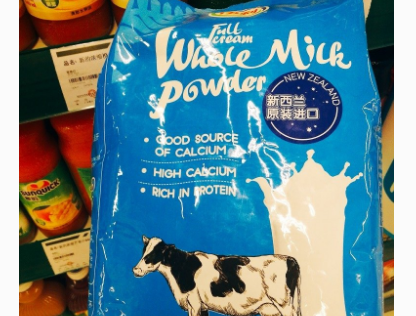 Full
Cream
Whole Milk
Powder
NEW ZEALAND
新西兰
原装进口
• GOOD SOURCE
OF CALCIUM
• HIGH CALCIUM
• RICH IN PROTEIN
SUNQUICK